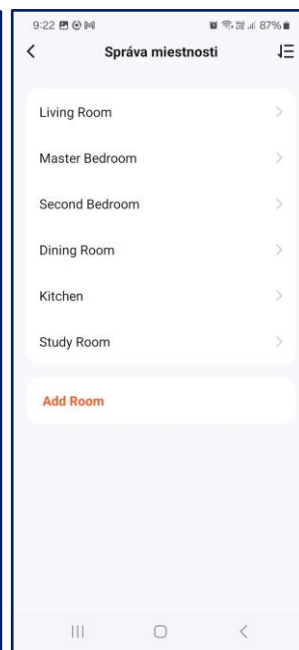 9:22 87%
Správa miestnosti
Living Room
Master Bedroom
Second Bedroom
Dining Room
Kitchen
Study Room
Add Room